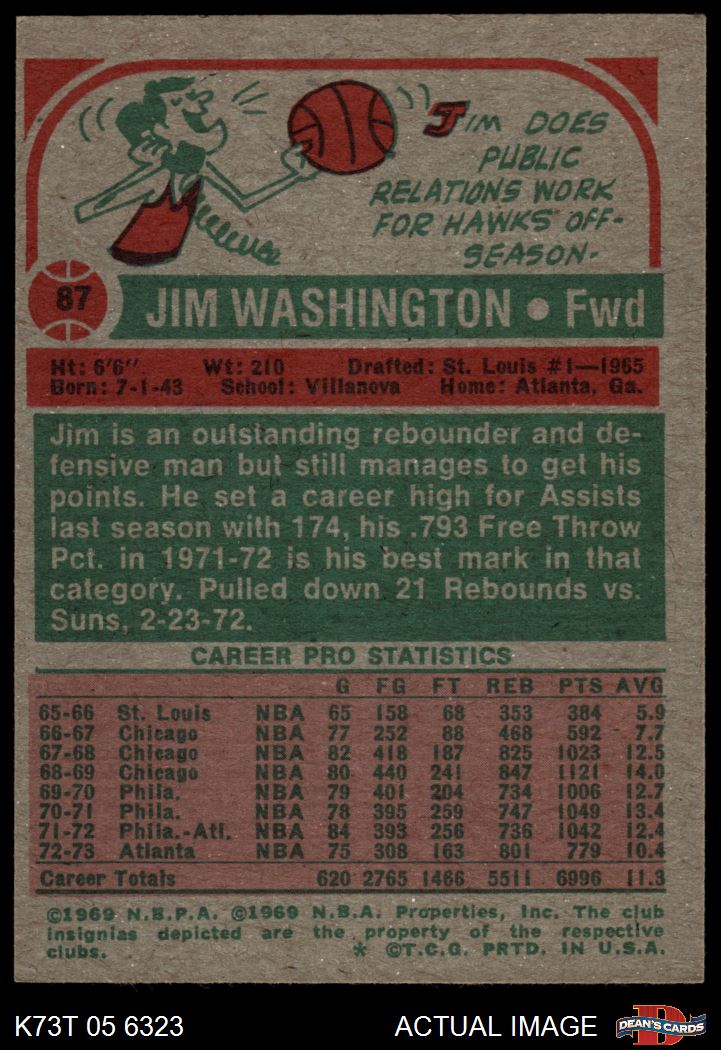 JIM DOES
PUBLIC
RELATIONS WORK
FOR HAWKS OFF-
SEASON.
87
JIM WASHINGTON • Fwd
Ht: 6'6". Wt: 210 Drafted: St. Louis #1—1965
Born: 7-1-43 School: Villanova Home: Atlanta, Ga.
Jim is an outstanding rebounder and de-
fensive man but still manages to get his
points. He set a career high for Assists
last season with 174, his .793 Free Throw
Pct. in 1971-72 is his best mark in that
category. Pulled down 21 Rebounds vs.
Suns, 2-23-72.
CAREER PRO STATISTICS
G FG FT REB PTS AVG
65-66 St. Louis NBA 65 158 68 353 384 5.9
66-67 Chicago NBA 77 252 88 468 592 7.7
67-68 Chicago NBA 82 418 187 825 1023 12.5
68-69 Chicago NBA 80 440 241 847 1121 14.0
69-70 Phila. NBA 79 401 204 734 1006 12.7
70-71 Phila. NBA 78 395 259 747 1049 13.4
71-72 Phila.-Atl. NBA 84 393 256 736 1042 12.4
72-73 Atlanta NBA 75 308 163 801 779 10.4
Career Totals 620 2765 1466 5511 6996 11.3
©1969 N.B.P.A. ©1969 N.B.A. Properties, Inc. The club
insignias depicted are the property of the respective
clubs. * ©T.C.G. PRTD. IN U.S.A.
K73T 05 6323 ACTUAL IMAGE D DEAN'S CARDS